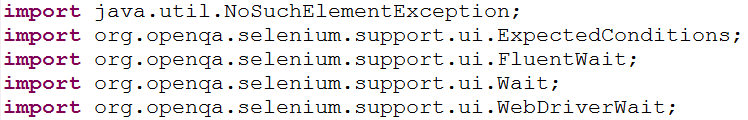 import java.util.NoSuchElementException;
import org.openqa.selenium.support.ui.ExpectedConditions;
import org.openqa.selenium.support.ui.FluentWait;
import org.openqa.selenium.support.ui.Wait;
import org.openqa.selenium.support.ui.WebDriverWait;